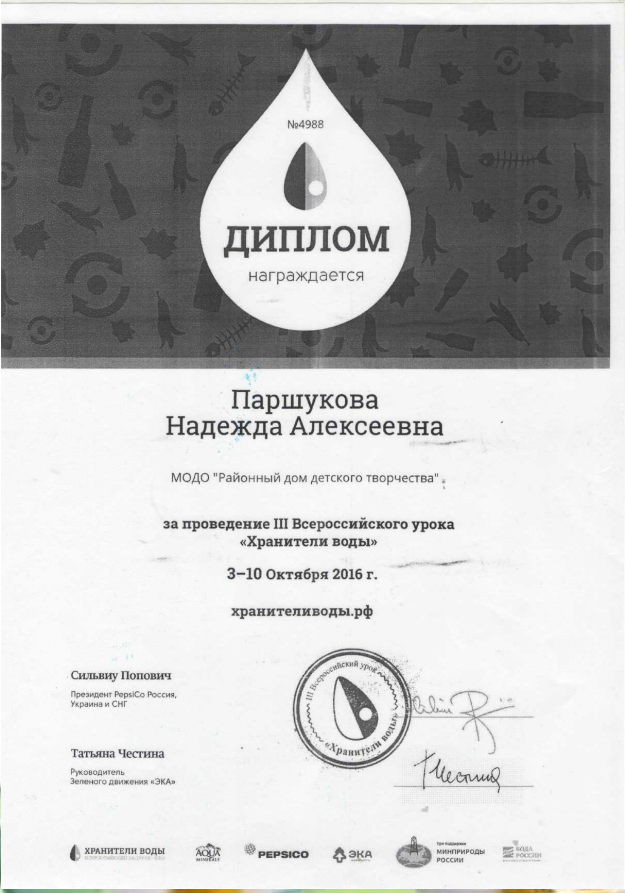 №4988
ДИПЛОМ
награждается
Паршукова
Надежда Алексеевна
МОДО "Районный дом детского творчества"
за проведение III Всероссийского урока
«Хранители воды»
3–10 Октября 2016 г.
хранителиводы.рф
Сильвиу Попович
Президент PepsiCo Россия,
Украина и СНГ
Татьяна Честина
Руководитель
Зеленого движения «ЭКА»
III Всероссийский урок
«Хранители воды»
Честина
ХРАНИТЕЛИ ВОДЫ
AQUA
MINERALE
PEPSICO
ЭКА
при поддержке
МИНПРИРОДЫ
РОССИИ
ВОДА
РОССИИ